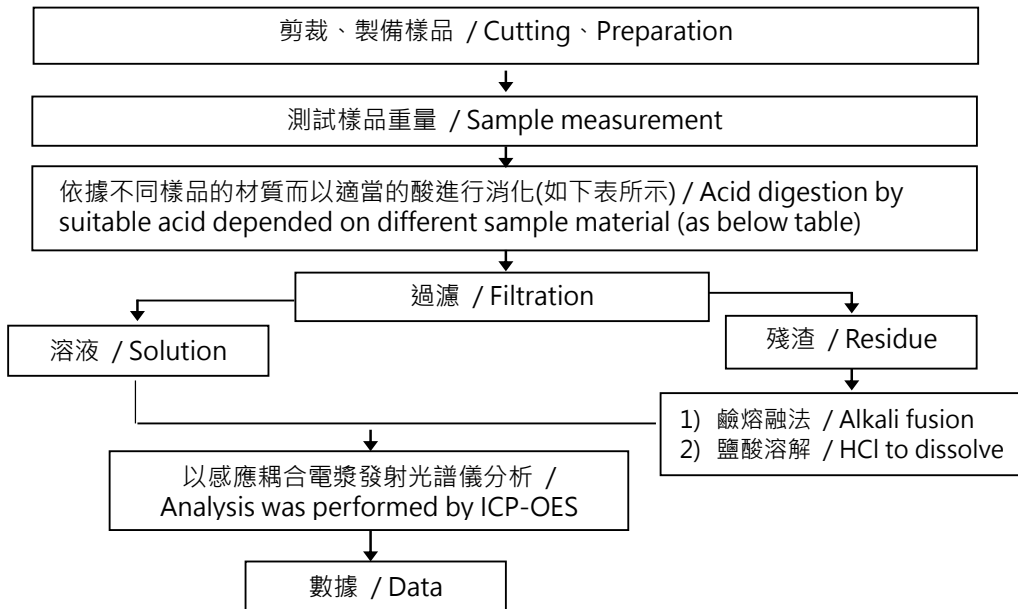 剪裁、製備樣品 / Cutting、Preparation
測試樣品重量 / Sample measurement
依據不同樣品的材質而以適當的酸進行消化(如下表所示) / Acid digestion by
suitable acid depended on different sample material (as below table)
過濾 / Filtration
溶液 / Solution
殘渣 / Residue
1) 鹼熔融法 / Alkali fusion
2) 鹽酸溶解 / HCl to dissolve
以感應耦合電漿發射光譜儀分析 /
Analysis was performed by ICP-OES
數據 / Data